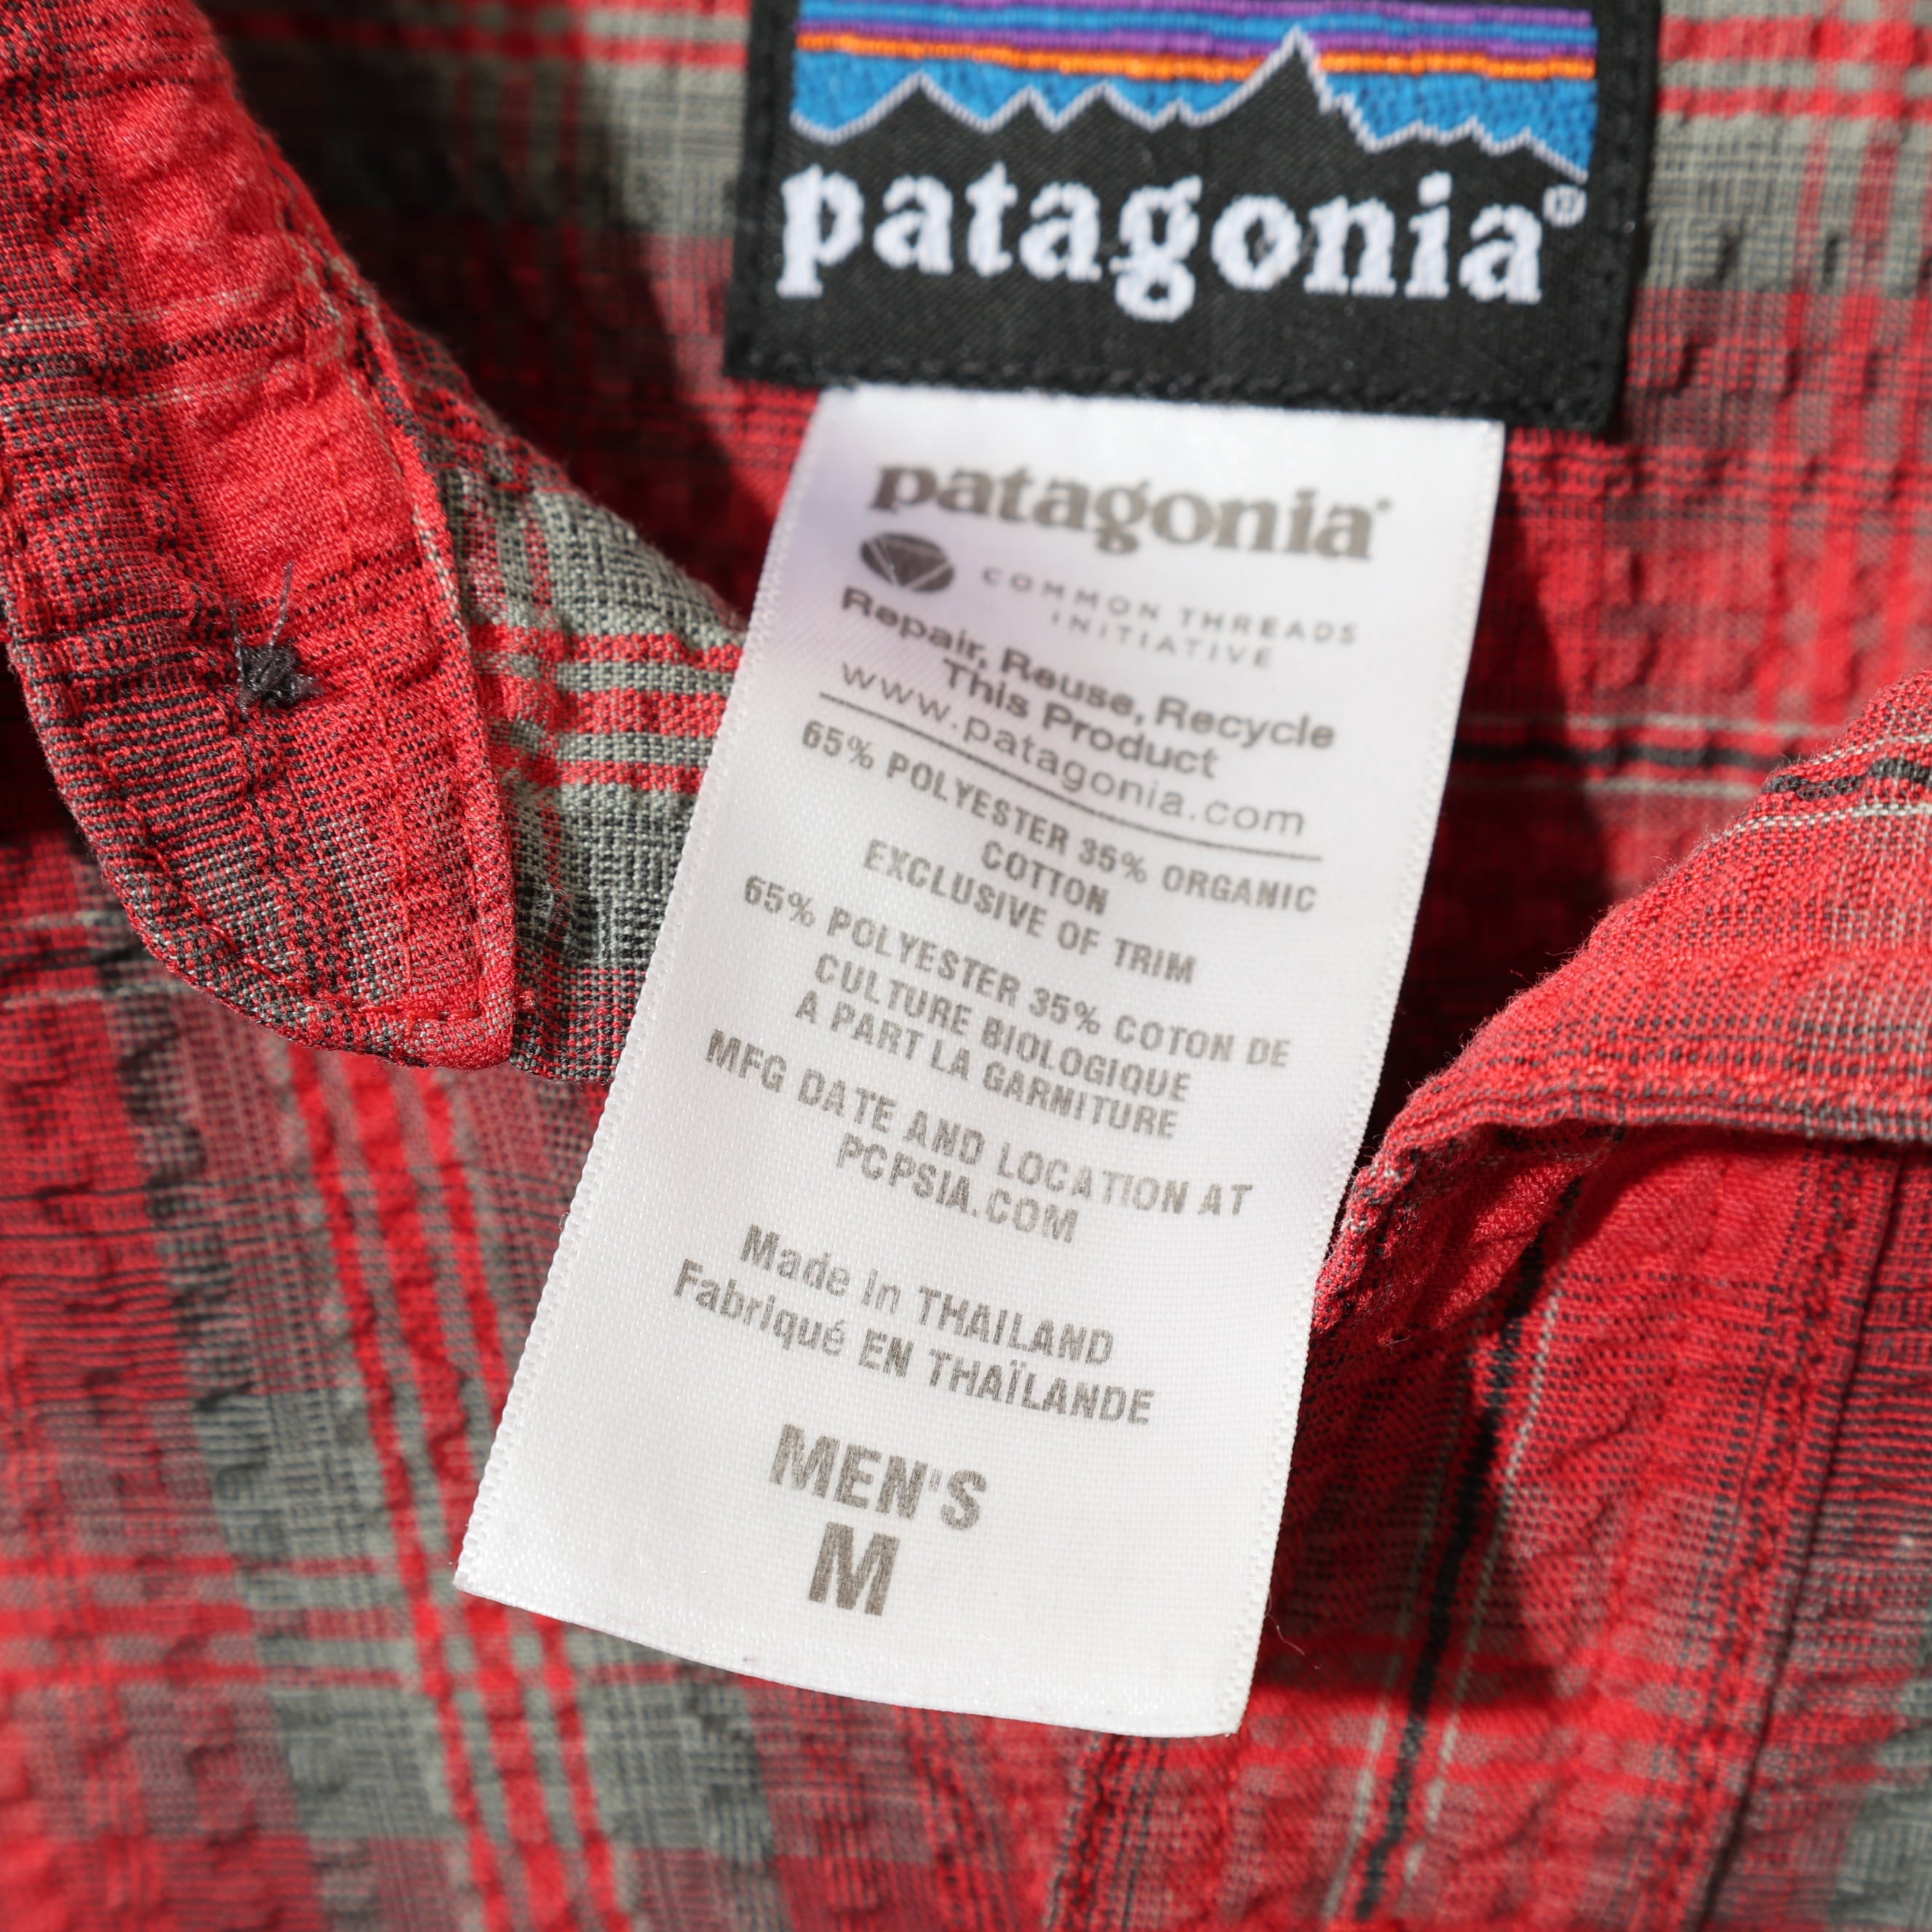 patagonia®
patagonia®
COMMON THREADS
INITIATIVE
Repair, Reuse, Recycle
This Product
www.patagonia.com
65% POLYESTER 35% ORGANIC
COTTON
EXCLUSIVE OF TRIM
65% POLYESTER 35% COTON DE
CULTURE BIOLOGIQUE
A PART LA GARNITURE
MFG DATE AND LOCATION AT
PCPSIA.COM
Made in THAILAND
Fabriqué EN THAÏLANDE
MEN'S
M